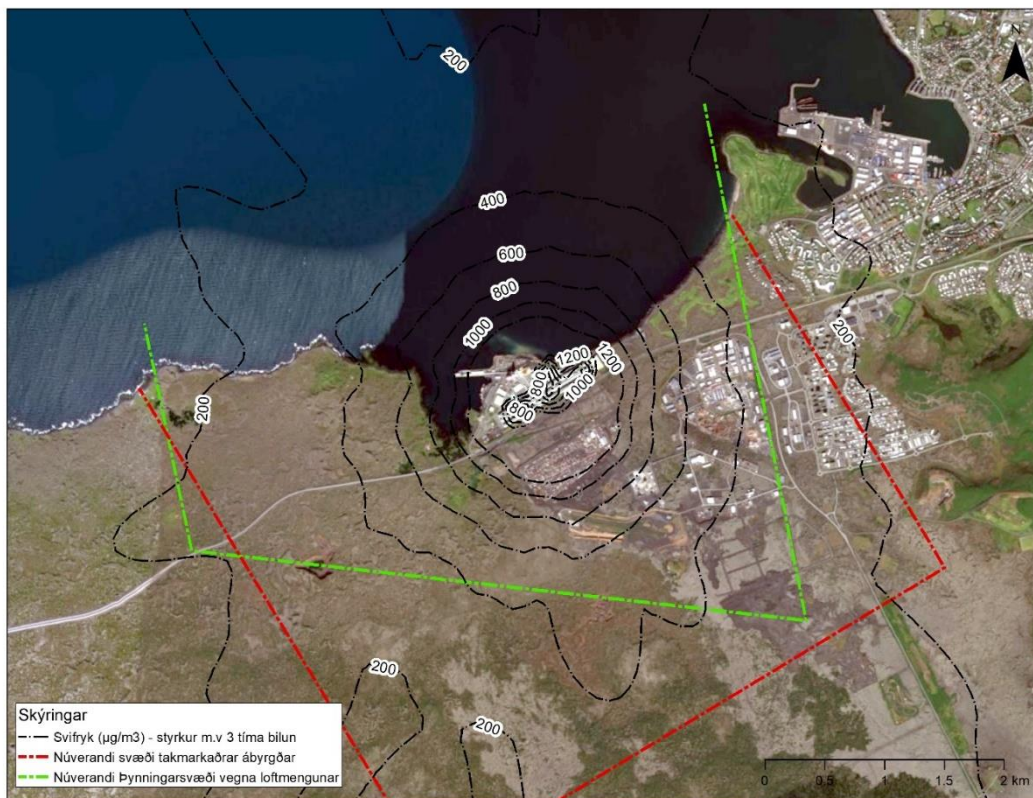 N
200
400
600
800
1000
1200
1200
1000
800
800
200
200
200
200
Skýringar
Svifryk (µg/m3) - styrkur m.v 3 tíma bilun
Núverandi svæði takmarkaðrar ábyrgðar
Núverandi Þynningarsvæði vegna loftmengunar
0 0.5 1 1.5 2 km